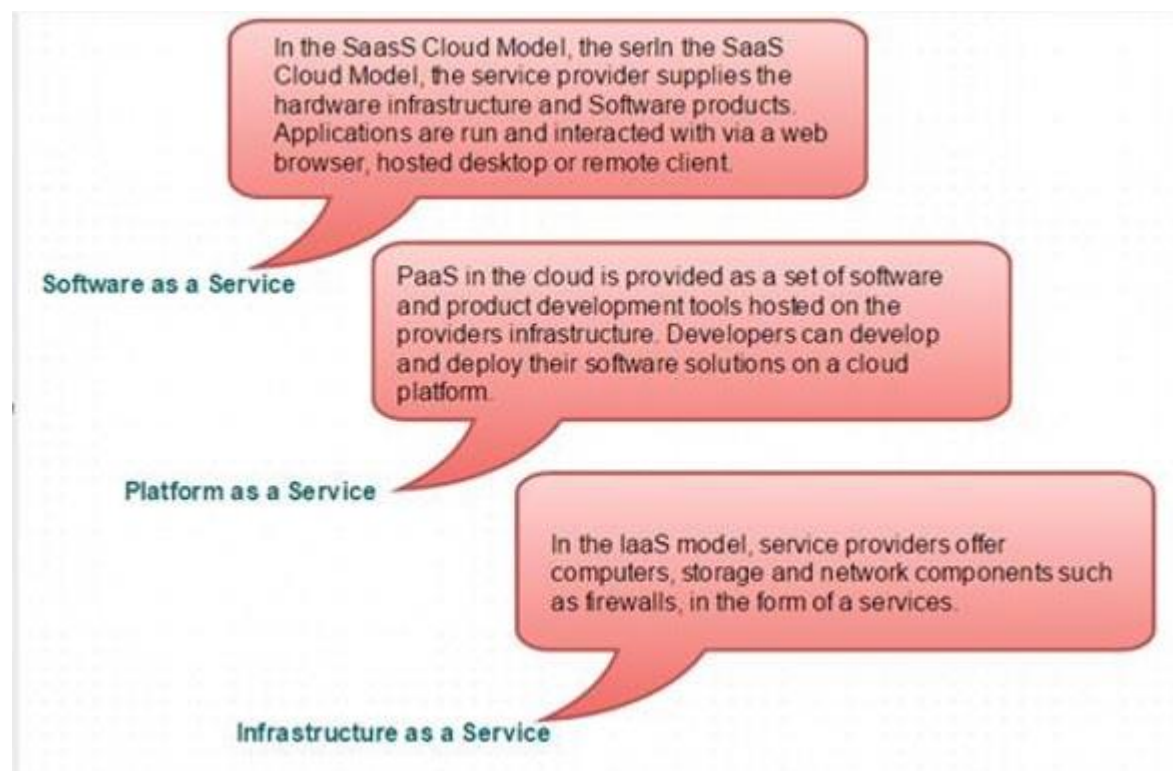 In the SaasS Cloud Model, the serIn the SaaS
Cloud Model, the service provider supplies the
hardware infrastructure and Software products.
Applications are run and interacted with via a web
browser, hosted desktop or remote client.
Software as a Service
PaaS in the cloud is provided as a set of software
and product development tools hosted on the
providers infrastructure. Developers can develop
and deploy their software solutions on a cloud
platform.
Platform as a Service
In the IaaS model, service providers offer
computers, storage and network components such
as firewalls, in the form of a services.
Infrastructure as a Service